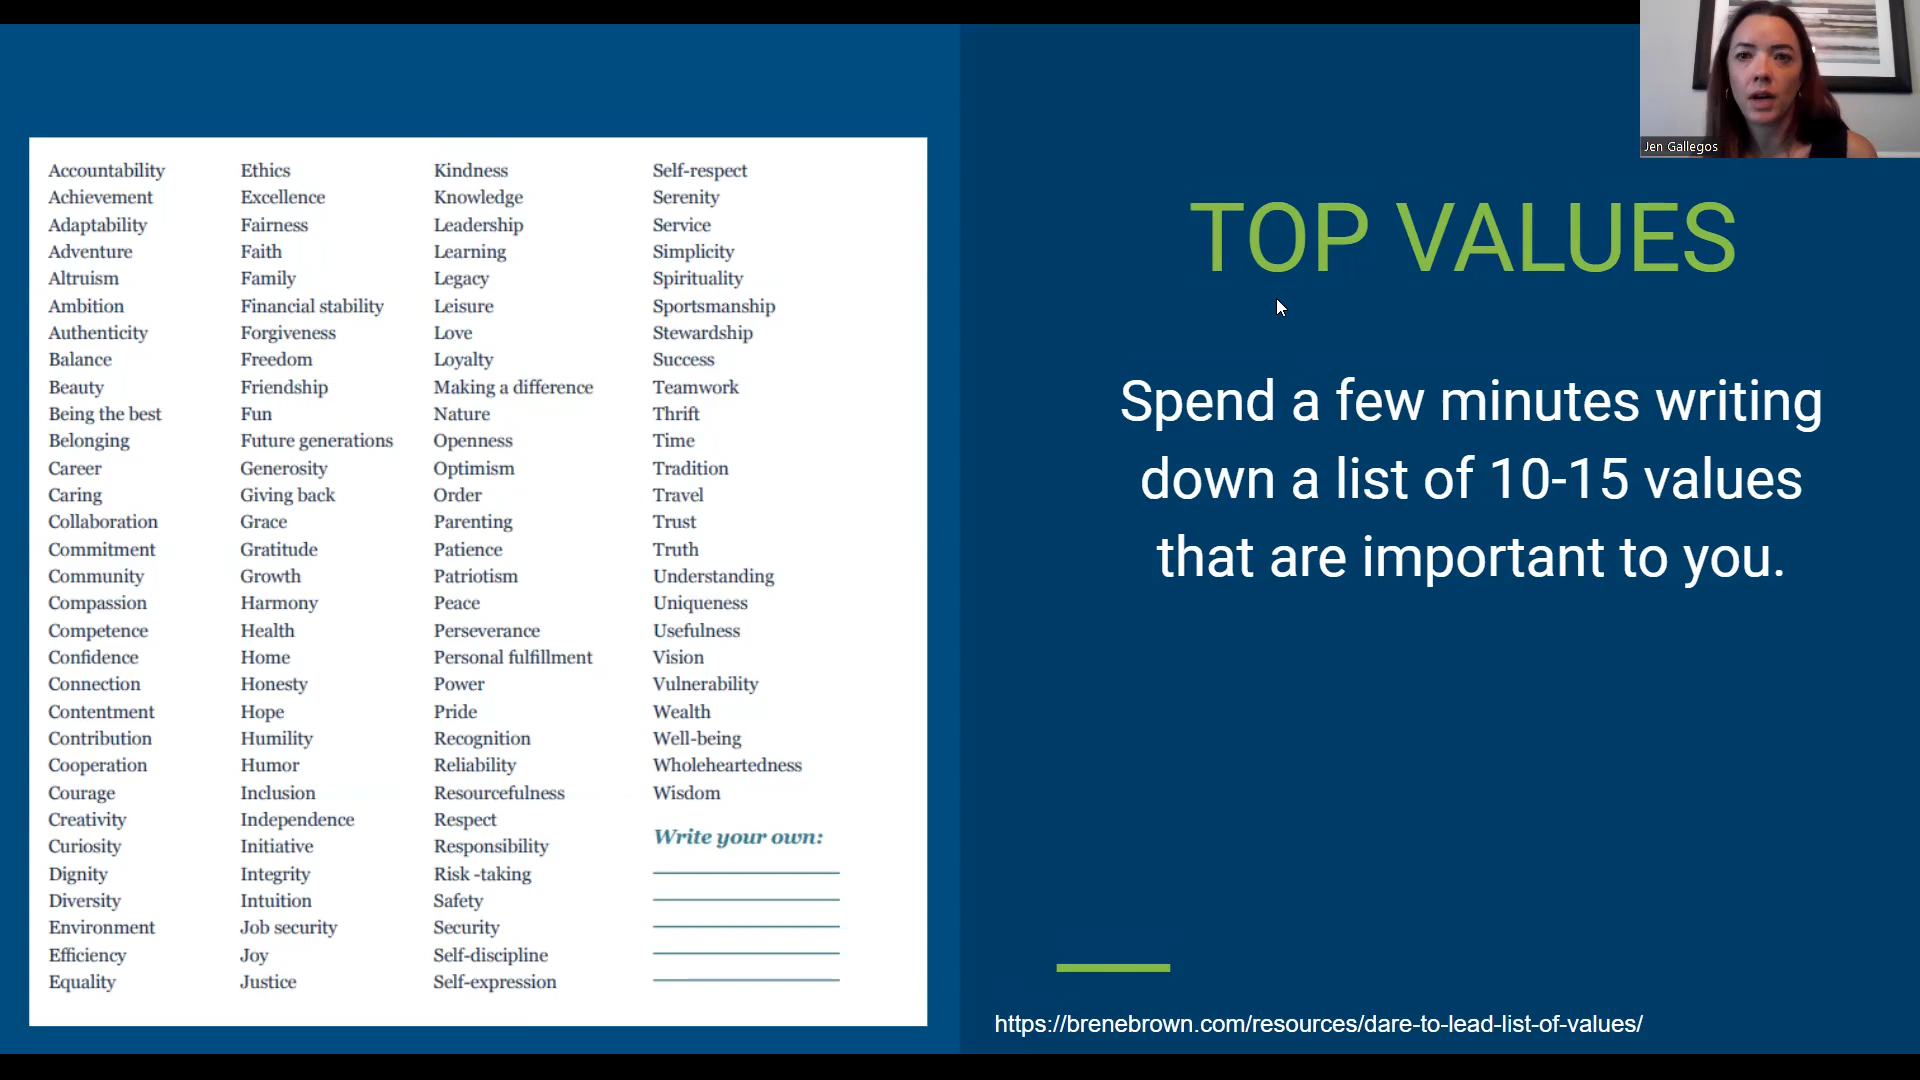 Jen Gallegos
Accountability
Achievement
Adaptability
Adventure
Altruism
Ambition
Authenticity
Balance
Beauty
Being the best
Belonging
Career
Caring
Collaboration
Commitment
Community
Compassion
Competence
Confidence
Connection
Contentment
Contribution
Cooperation
Courage
Creativity
Curiosity
Dignity
Diversity
Environment
Efficiency
Equality
Ethics
Excellence
Fairness
Faith
Family
Financial stability
Forgiveness
Freedom
Friendship
Fun
Future generations
Generosity
Giving back
Grace
Gratitude
Growth
Harmony
Health
Home
Honesty
Hope
Humility
Humor
Inclusion
Independence
Initiative
Integrity
Intuition
Job security
Joy
Justice
Kindness
Knowledge
Leadership
Learning
Legacy
Leisure
Love
Loyalty
Making a difference
Nature
Openness
Optimism
Order
Parenting
Patience
Patriotism
Peace
Perseverance
Personal fulfillment
Power
Pride
Recognition
Reliability
Resourcefulness
Respect
Responsibility
Risk -taking
Safety
Security
Self-discipline
Self-expression
Self-respect
Serenity
Service
Simplicity
Spirituality
Sportsmanship
Stewardship
Success
Teamwork
Thrift
Time
Tradition
Travel
Trust
Truth
Understanding
Uniqueness
Usefulness
Vision
Vulnerability
Wealth
Well-being
Wholeheartedness
Wisdom
Write your own:
TOP VALUES
Spend a few minutes writing
down a list of 10-15 values
that are important to you.
https://brenebrown.com/resources/dare-to-lead-list-of-values/